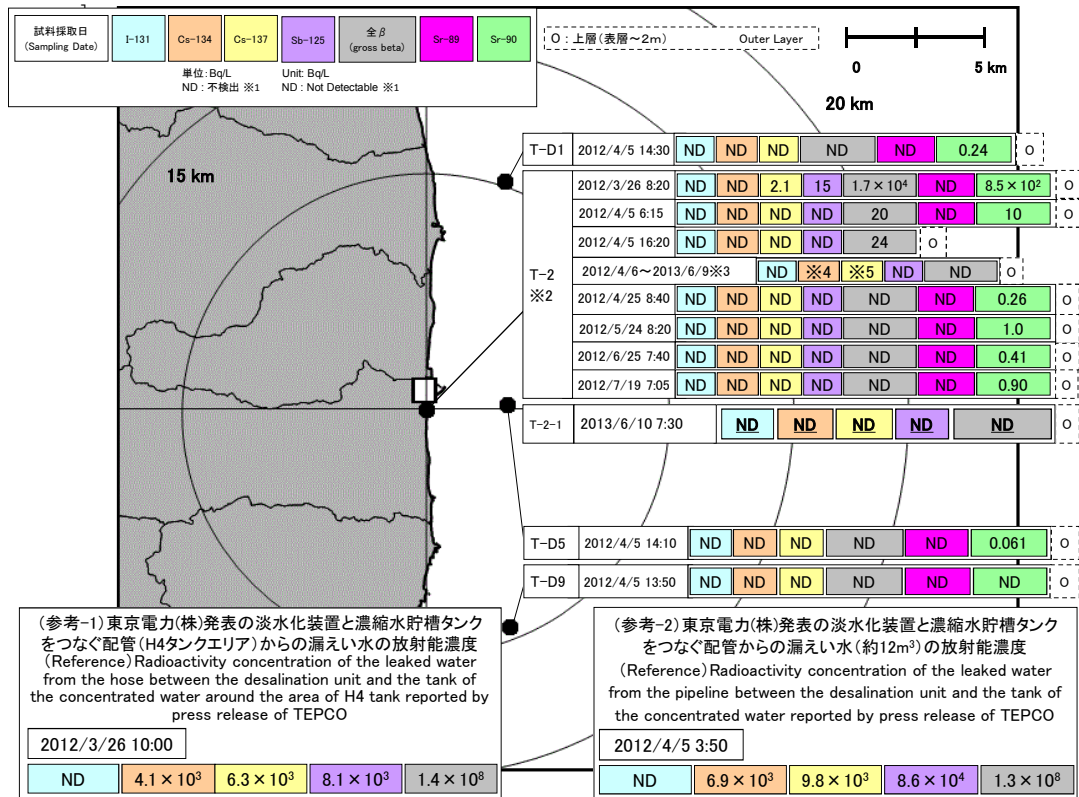 試料採取日
(Sampling Date)
I-131
Cs-134
Cs-137
Sb-125
全β
(gross beta)
Sr-89
Sr-90
O : 上層(表層～2m) Outer Layer
単位: Bq/L Unit: Bq/L
ND : 不検出 ※1 ND : Not Detectable ※1
0 5 km
20 km
15 km
T-D1 2012/4/5 14:30 ND ND ND ND ND 0.24 O
T-2
※2
2012/3/26 8:20 ND ND 2.1 15 1.7×10⁴ ND 8.5×10² O
2012/4/5 6:15 ND ND ND ND 20 ND 10 O
2012/4/5 16:20 ND ND ND ND 24 O
2012/4/6～2013/6/9※3 ND ※4 ※5 ND ND O
2012/4/25 8:40 ND ND ND ND ND ND 0.26 O
2012/5/24 8:20 ND ND ND ND ND ND 1.0 O
2012/6/25 7:40 ND ND ND ND ND ND 0.41 O
2012/7/19 7:05 ND ND ND ND ND ND 0.90 O
T-2-1 2013/6/10 7:30 ND ND ND ND ND O
T-D5 2012/4/5 14:10 ND ND ND ND ND 0.061 O
T-D9 2012/4/5 13:50 ND ND ND ND ND ND O
(参考-1)東京電力(株)発表の淡水化装置と濃縮水貯槽タンク
をつなぐ配管(H4タンクエリア)からの漏えい水の放射能濃度
(Reference) Radioactivity concentration of the leaked water
from the hose between the desalination unit and the tank of
the concentrated water around the area of H4 tank reported by
press release of TEPCO
2012/3/26 10:00
ND 4.1×10³ 6.3×10³ 8.1×10³ 1.4×10⁸
(参考-2)東京電力(株)発表の淡水化装置と濃縮水貯槽タンク
をつなぐ配管からの漏えい水(約12m³)の放射能濃度
(Reference) Radioactivity concentration of the leaked water
from the pipeline between the desalination unit and the tank of
the concentrated water reported by press release of TEPCO
2012/4/5 3:50
ND 6.9×10³ 9.8×10³ 8.6×10⁴ 1.3×10⁸